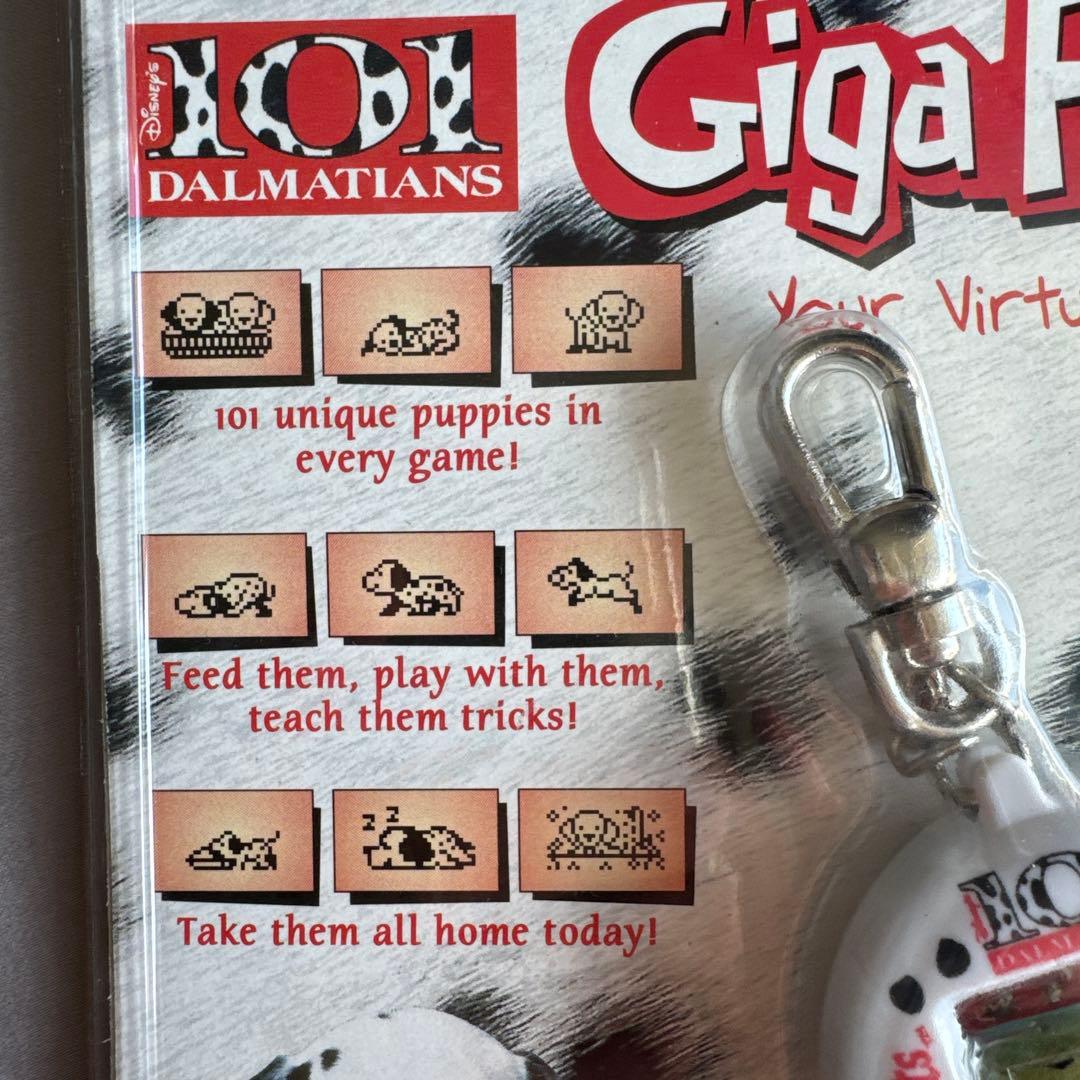 Disney's
101
DALMATIANS
Giga P
Your Virtu
101 unique puppies in
every game!
Feed them, play with them,
teach them tricks!
z z
Take them all home today!